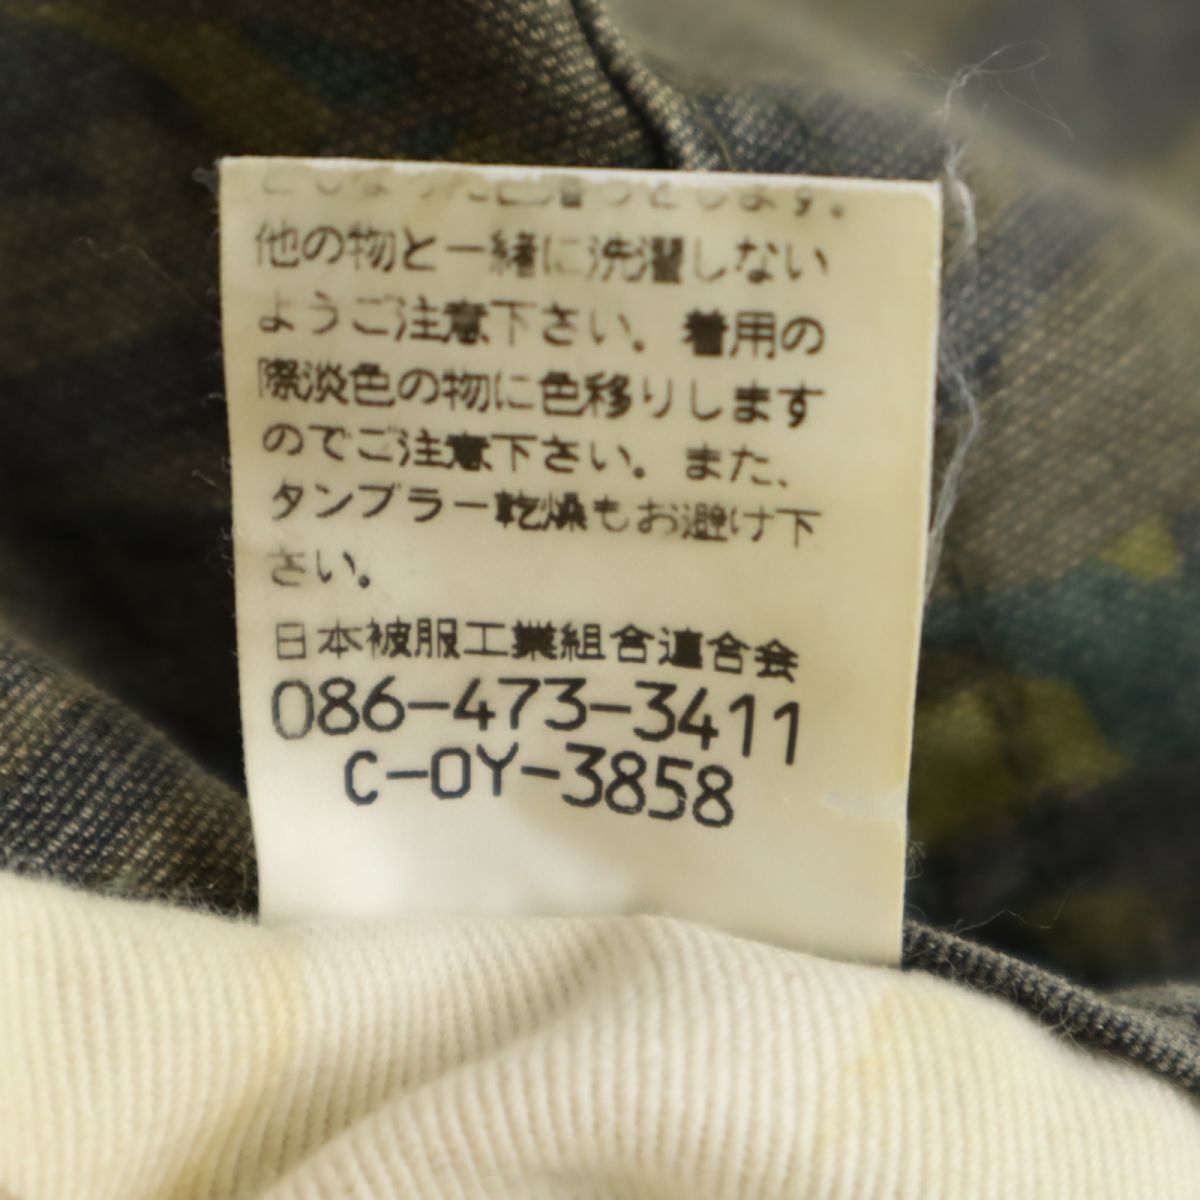 他の物と一緒に洗濯しない
ようご注意下さい。着用の
際淡色の物に色移りします
のでご注意下さい。また、
タンブラー乾燥もお避け下
さい。
日本被服工業組合連合会
086-473-3411
C-OY-3858